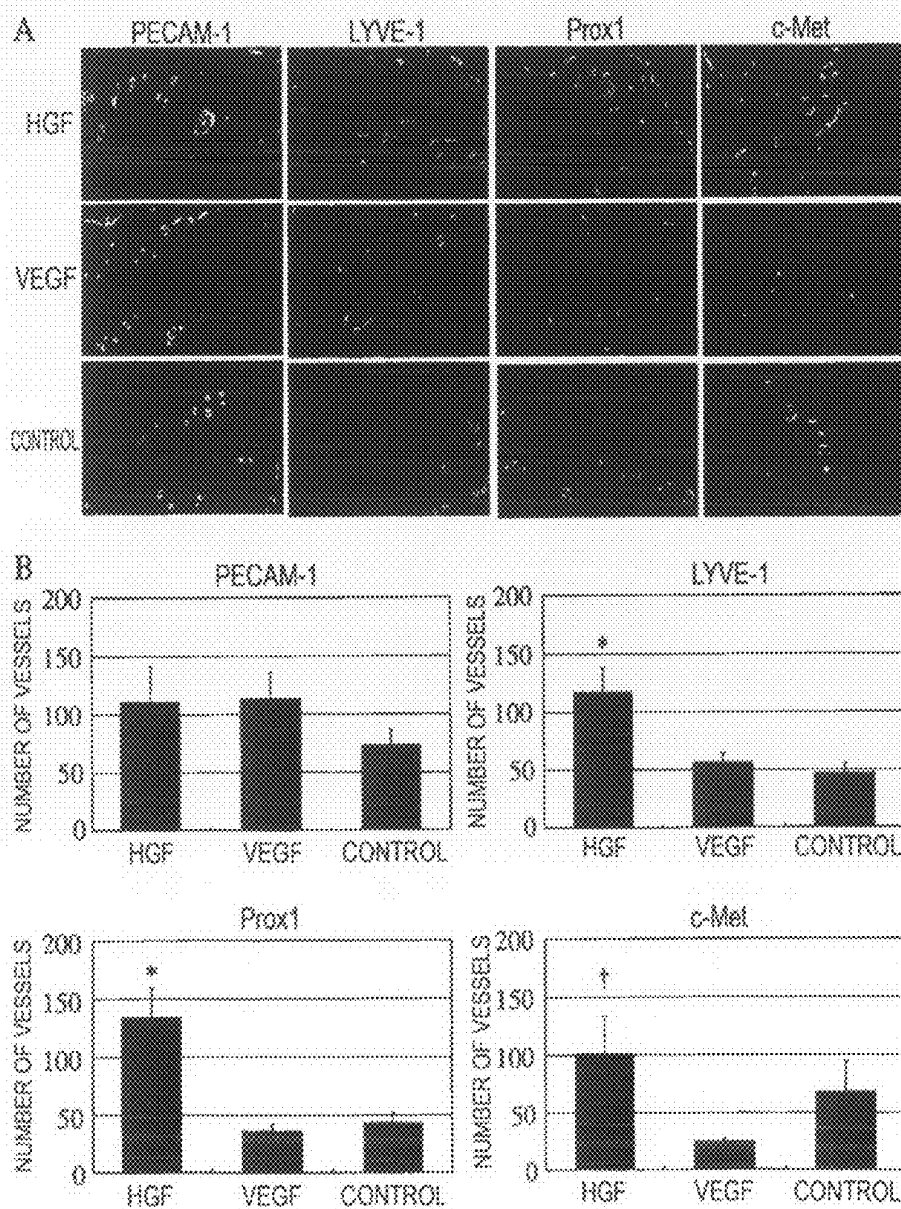 A
PECAM-1 LYVE-1 Prox1 c-Met
HGF
VEGF
CONTROL
B
PECAM-1
NUMBER OF VESSELS
200
150
100
50
0
HGF VEGF CONTROL
LYVE-1
NUMBER OF VESSELS
200
150
100
50
0
*
HGF VEGF CONTROL
Prox1
NUMBER OF VESSELS
200
150
100
50
0
*
HGF VEGF CONTROL
c-Met
NUMBER OF VESSELS
200
150
100
50
0
†
HGF VEGF CONTROL